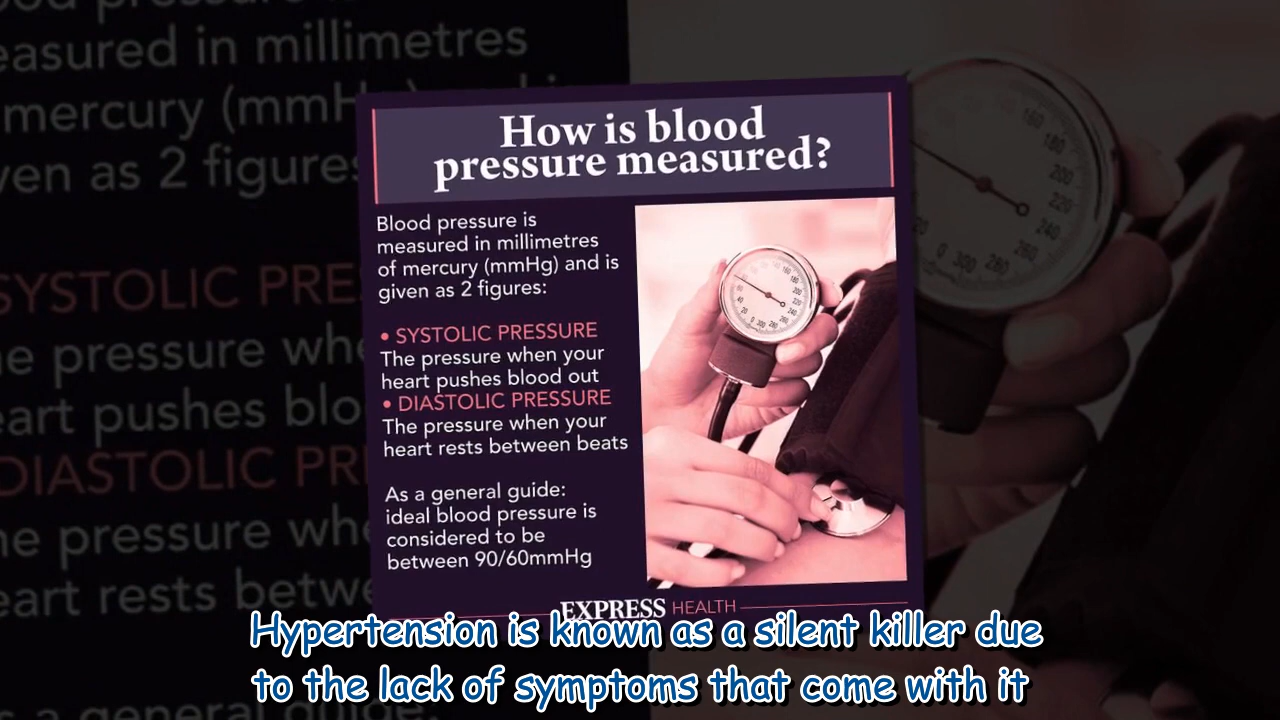 How is blood
pressure measured?
Blood pressure is
measured in millimetres
of mercury (mmHg) and is
given as 2 figures:
• SYSTOLIC PRESSURE
The pressure when your
heart pushes blood out
• DIASTOLIC PRESSURE
The pressure when your
heart rests between beats
As a general guide:
ideal blood pressure is
considered to be
between 90/60mmHg
EXPRESS HEALTH
Hypertension is known as a silent killer due
to the lack of symptoms that come with it